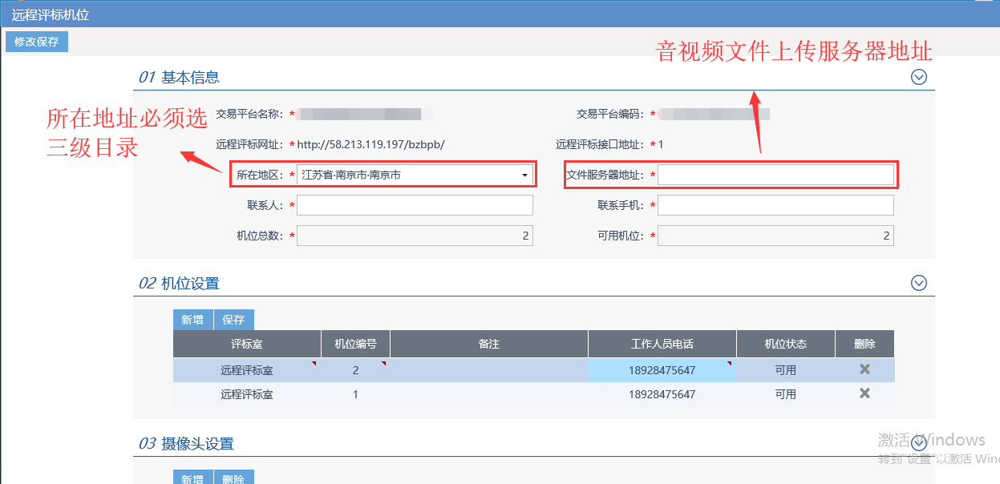 远程评标机位
修改保存
音视频文件上传服务器地址
01 基本信息
所在地址必须选
三级目录
交易平台名称: *
交易平台编码: *
远程评标网址: * http://58.213.119.197/bzbpb/
远程评标接口地址: * 1
所在地区: * 江苏省·南京市·南京市
文件服务器地址: *
联系人: *
联系手机: *
机位总数: * 2
可用机位: * 2
02 机位设置
新增 保存
评标室 机位编号 备注 工作人员电话 机位状态 删除
远程评标室 2 18928475647 可用
远程评标室 1 18928475647 可用
03 摄像头设置
激活 Windows
转到"设置"以激活 Wind
新增 删除